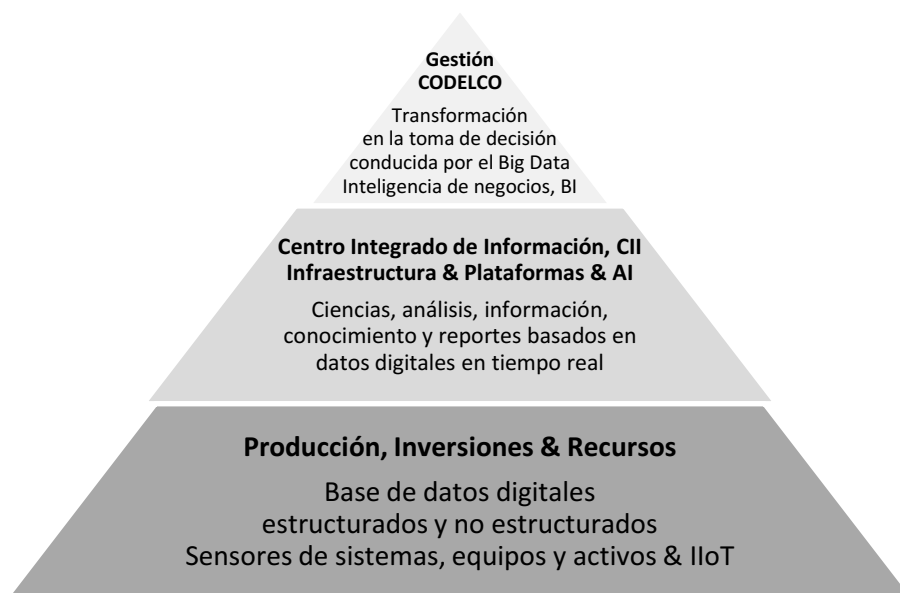 Gestión
CODELCO
Transformación
en la toma de decisión
conducida por el Big Data
Inteligencia de negocios, BI
Centro Integrado de Información, CII
Infraestructura & Plataformas & AI
Ciencias, análisis, información,
conocimiento y reportes basados en
datos digitales en tiempo real
Producción, Inversiones & Recursos
Base de datos digitales
estructurados y no estructurados
Sensores de sistemas, equipos y activos & IIoT